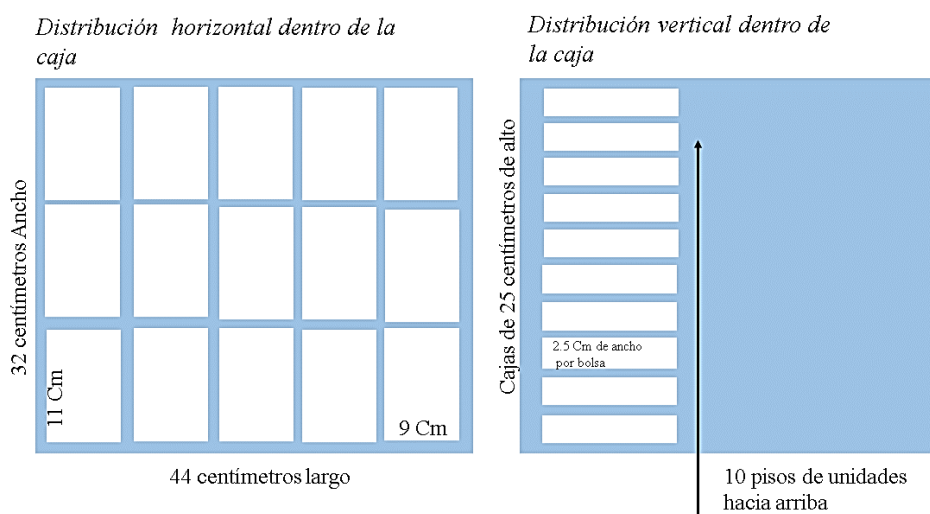 Distribución horizontal dentro de la
caja
32 centímetros Ancho
11 Cm
9 Cm
44 centímetros largo
Distribución vertical dentro de
la caja
Cajas de 25 centímetros de alto
2.5 Cm de ancho
por bolsa
10 pisos de unidades
hacia arriba